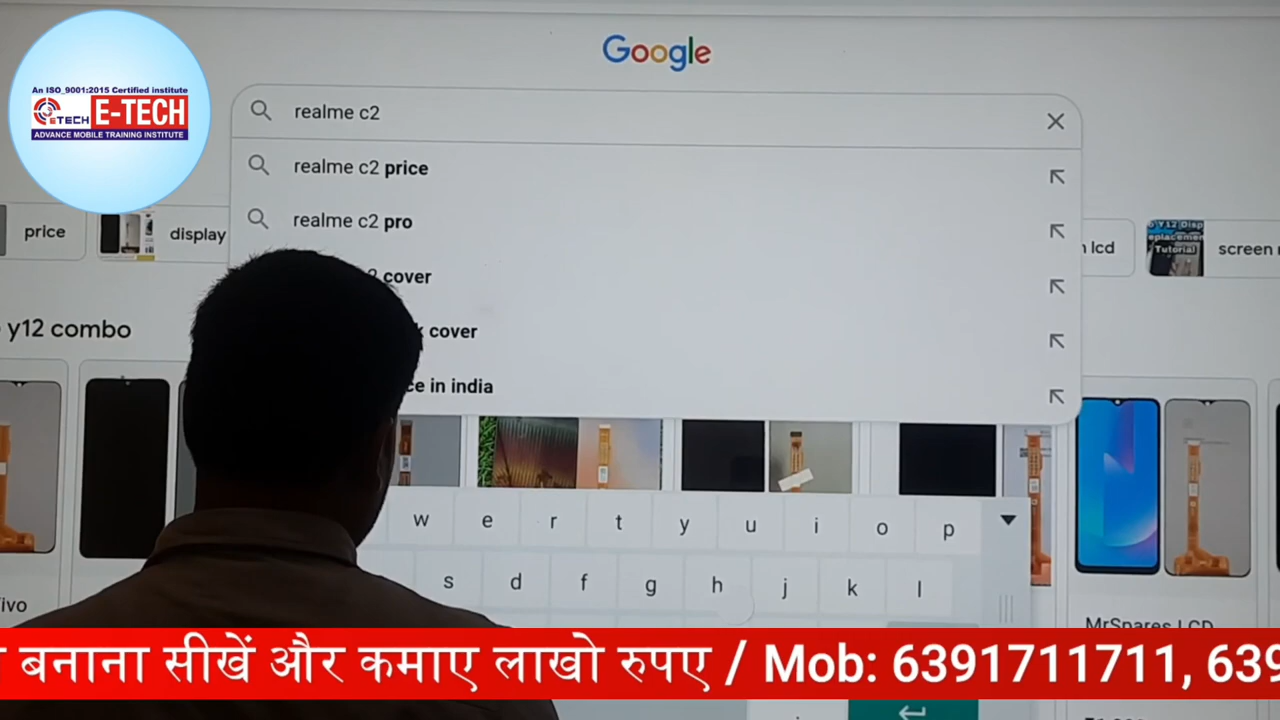 An ISO_9001:2015 Certified institute
ETECH E-TECH
ADVANCE MOBILE TRAINING INSTITUTE
Google
realme c2
realme c2 price
realme c2 pro
cover
cover
in india
price
display
lcd
Y12
Tutorial
screen
y12 combo
w e r t y u i o p
s d f g h j k l
MrSpares LCD
बनाना सीखें और कमाए लाखो रुपए / Mob: 6391711711, 639